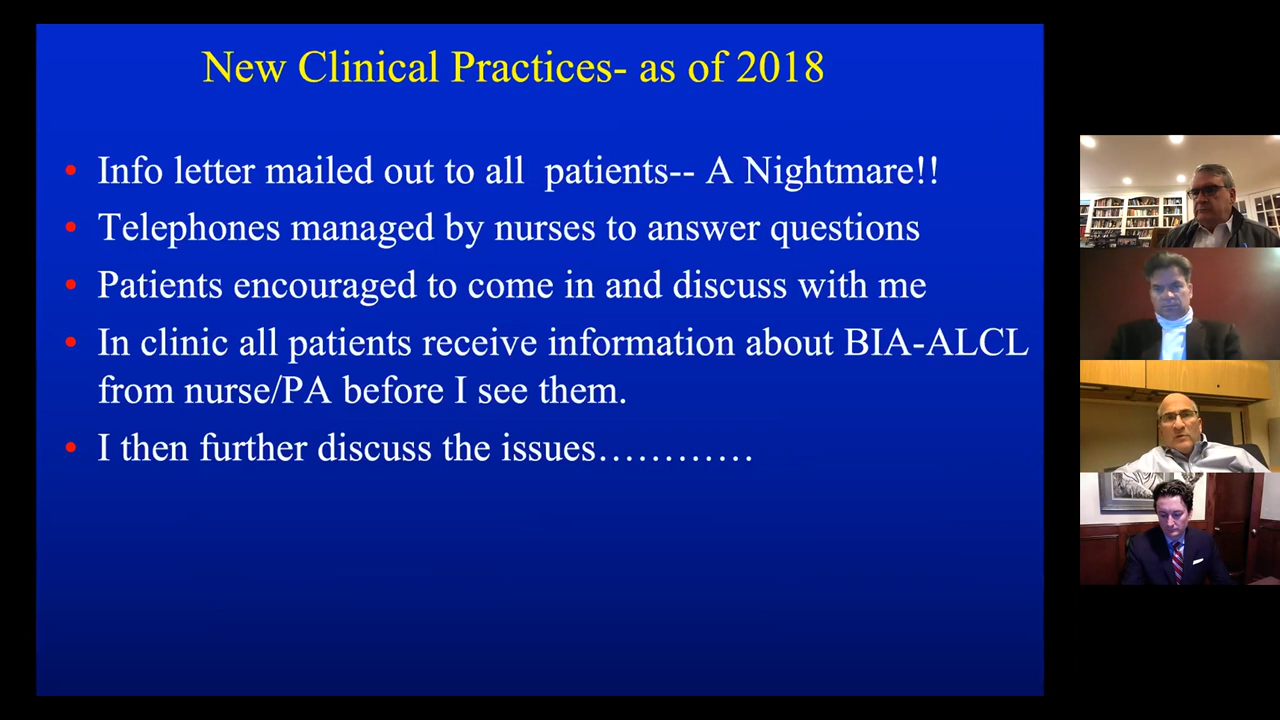 New Clinical Practices- as of 2018
• Info letter mailed out to all  patients-- A Nightmare!!
• Telephones managed by nurses to answer questions
• Patients encouraged to come in and discuss with me
• In clinic all patients receive information about BIA-ALCL
from nurse/PA before I see them.
• I then further discuss the issues…………